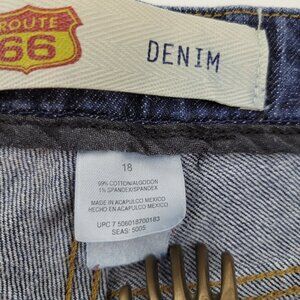 ROUTE
66
DENIM
18
99% COTTON/ALGODON
1% SPANDEX/SPANDEX
MADE IN ACAPULCO MEXICO
HECHO EN ACAPULCO MEXICO
UPC 7 506018700183
SEAS: 5005